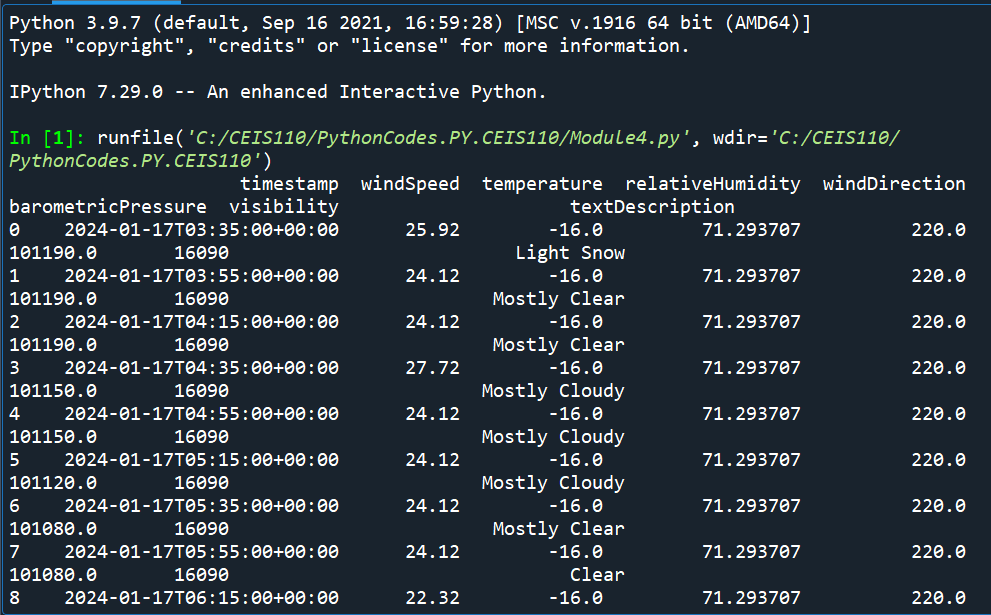 Python 3.9.7 (default, Sep 16 2021, 16:59:28) [MSC v.1916 64 bit (AMD64)]
Type "copyright", "credits" or "license" for more information.
IPython 7.29.0 -- An enhanced Interactive Python.
In [1]: runfile('C:/CEIS110/PythonCodes.PY.CEIS110/Module4.py', wdir='C:/CEIS110/
PythonCodes.PY.CEIS110')
timestamp windSpeed temperature relativeHumidity windDirection
barometricPressure visibility textDescription
0 2024-01-17T03:35:00+00:00 25.92 -16.0 71.293707 220.0
101190.0 16090 Light Snow
1 2024-01-17T03:55:00+00:00 24.12 -16.0 71.293707 220.0
101190.0 16090 Mostly Clear
2 2024-01-17T04:15:00+00:00 24.12 -16.0 71.293707 220.0
101190.0 16090 Mostly Clear
3 2024-01-17T04:35:00+00:00 27.72 -16.0 71.293707 220.0
101150.0 16090 Mostly Cloudy
4 2024-01-17T04:55:00+00:00 24.12 -16.0 71.293707 220.0
101150.0 16090 Mostly Cloudy
5 2024-01-17T05:15:00+00:00 24.12 -16.0 71.293707 220.0
101120.0 16090 Mostly Cloudy
6 2024-01-17T05:35:00+00:00 24.12 -16.0 71.293707 220.0
101080.0 16090 Mostly Clear
7 2024-01-17T05:55:00+00:00 24.12 -16.0 71.293707 220.0
101080.0 16090 Clear
8 2024-01-17T06:15:00+00:00 22.32 -16.0 71.293707 220.0